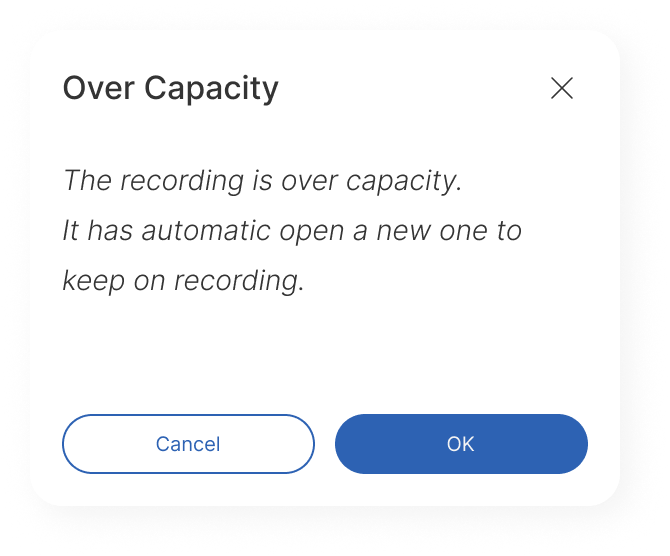 Over Capacity
The recording is over capacity.
It has automatic open a new one to
keep on recording.
Cancel
OK